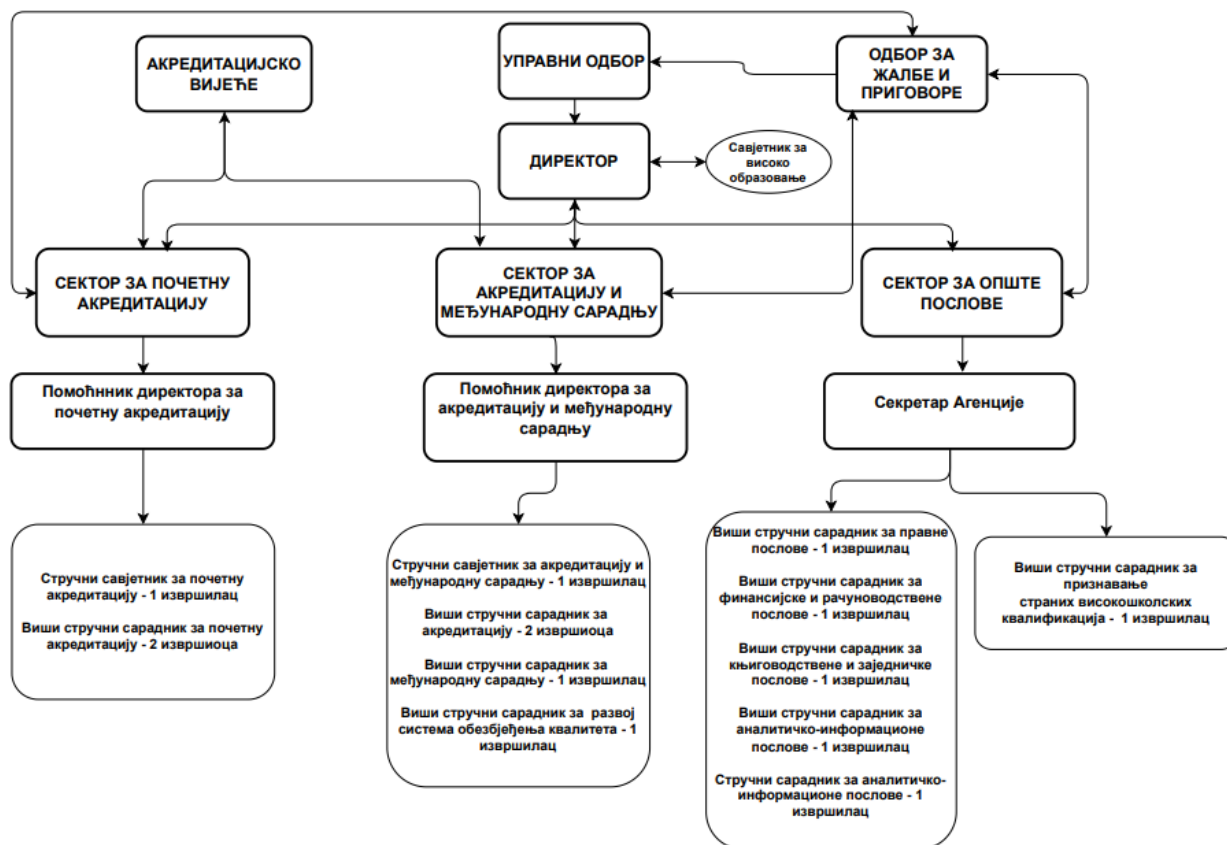 АКРЕДИТАЦИЈСКО
ВИЈЕЋЕ
УПРАВНИ ОДБОР
ОДБОР ЗА
ЖАЛБЕ И
ПРИГОВОРЕ
ДИРЕКТОР
Савјетник за
високо
образовање
СЕКТОР ЗА ПОЧЕТНУ
АКРЕДИТАЦИЈУ
СЕКТОР ЗА
АКРЕДИТАЦИЈУ И
МЕЂУНАРОДНУ САРАДЊУ
СЕКТОР ЗА ОПШТЕ
ПОСЛОВЕ
Помоћнник директора за
почетну акредитацију
Помоћник директора за
акредитацију и међународну
сарадњу
Секретар Агенције
Стручни савјетник за почетну
акредитацију - 1 извршилац
Виши стручни сарадник за почетну
акредитацију - 2 извршиоца
Стручни савјетник за акредитацију и
међународну сарадњу - 1 извршилац
Виши стручни сарадник за
акредитацију - 2 извршиоца
Виши стручни сарадник за
међународну сарадњу - 1 извршилац
Виши стручни сарадник за развој
система обезбјеђења квалитета - 1
извршилац
Виши стручни сарадник за правне
послове - 1 извршилац
Виши стручни сарадник за
финансијске и рачуноводствене
послове - 1 извршилац
Виши стручни сарадник за
књиговодствене и заједничке
послове - 1 извршилац
Виши стручни сарадник за
аналитичко-информационе
послове - 1 извршилац
Стручни сарадник за аналитичко-
информационе послове - 1
извршилац
Виши стручни сарадник за
признавање
страних високошколских
квалификација - 1 извршилац